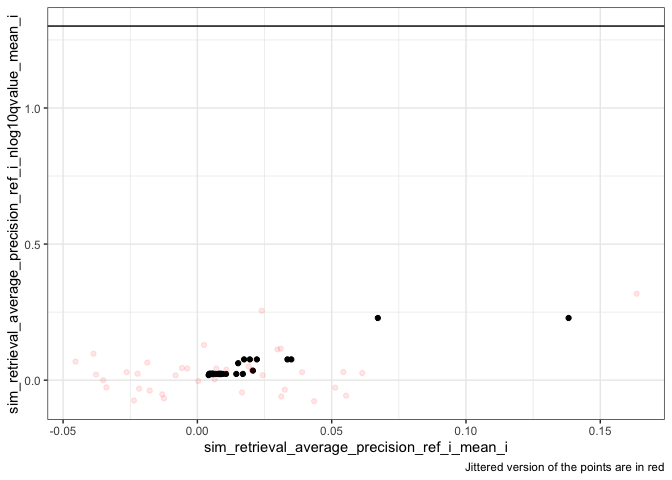 sim_retrieval_average_precision_ref_i_nlog10qvalue_mean_i
1.0
0.5
0.0
-0.05
0.00
0.05
0.10
0.15
sim_retrieval_average_precision_ref_i_mean_i
Jittered version of the points are in red